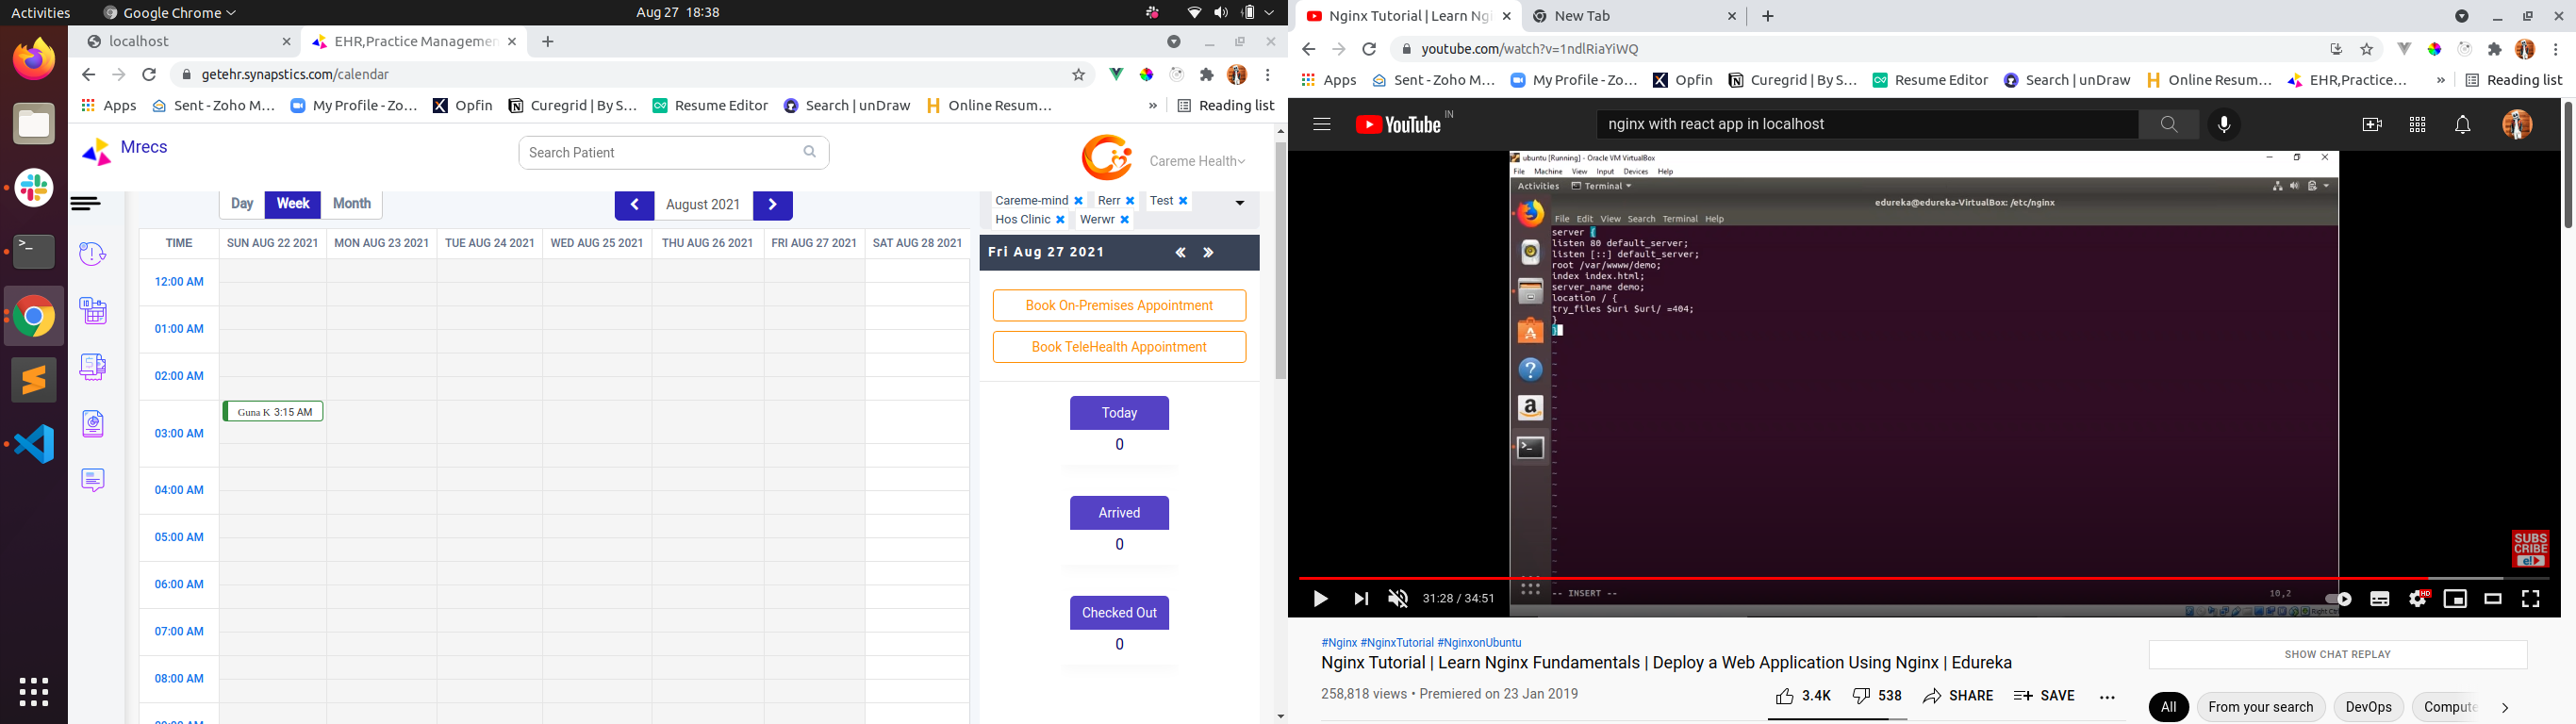 Activities
Google Chrome
Aug 27 18:38
localhost
EHR,Practice Managemen
getehr.synapstics.com/calendar
Apps
Sent - Zoho M...
My Profile - Zo...
Opfin
Curegrid | By S...
Resume Editor
Search | unDraw
Online Resum...
»
Reading list
Mrecs
Search Patient
Careme Health
Day
Week
Month
August 2021
Careme-mind
Rerr
Test
Hos Clinic
Werwr
TIME
SUN AUG 22 2021
MON AUG 23 2021
TUE AUG 24 2021
WED AUG 25 2021
THU AUG 26 2021
FRI AUG 27 2021
SAT AUG 28 2021
Fri Aug 27 2021
12:00 AM
01:00 AM
02:00 AM
Guna K 3:15 AM
03:00 AM
04:00 AM
05:00 AM
06:00 AM
07:00 AM
08:00 AM
Book On-Premises Appointment
Book TeleHealth Appointment
Today
0
Arrived
0
Checked Out
0
Nginx Tutorial | Learn Ngi
New Tab
youtube.com/watch?v=1ndlRiaYiWQ
Apps
Sent - Zoho M...
My Profile - Zo...
Opfin
Curegrid | By S...
Resume Editor
Search | unDraw
Online Resum...
EHR,Practice...
»
Reading list
YouTube IN
nginx with react app in localhost
ubuntu [Running] - Oracle VM VirtualBox
File Machine View Input Devices Help
Activities
Terminal
edureka@edureka-VirtualBox: /etc/nginx
File Edit View Search Terminal Help
server {
listen 80 default_server;
listen [::] default_server;
root /var/wwww/demo;
index index.html;
server_name demo;
location / {
try_files $uri $uri/ =404;
}
}
-- INSERT --
10,2
SUBSCRIBE
31:28 / 34:51
HD
#Nginx #NginxTutorial #NginxonUbuntu
Nginx Tutorial | Learn Nginx Fundamentals | Deploy a Web Application Using Nginx | Edureka
258,818 views • Premiered on 23 Jan 2019
3.4K
538
SHARE
SAVE
SHOW CHAT REPLAY
All
From your search
DevOps
Compute